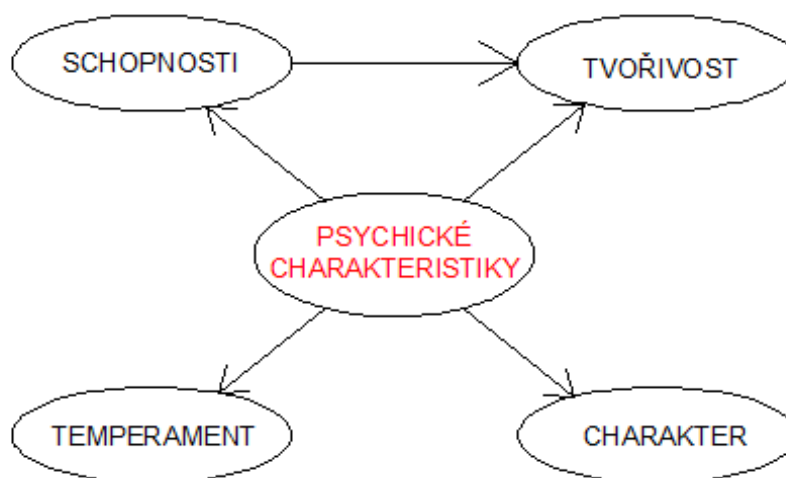 SCHOPNOSTI
TVOŘIVOST
PSYCHICKÉ
CHARAKTERISTIKY
TEMPERAMENT
CHARAKTER